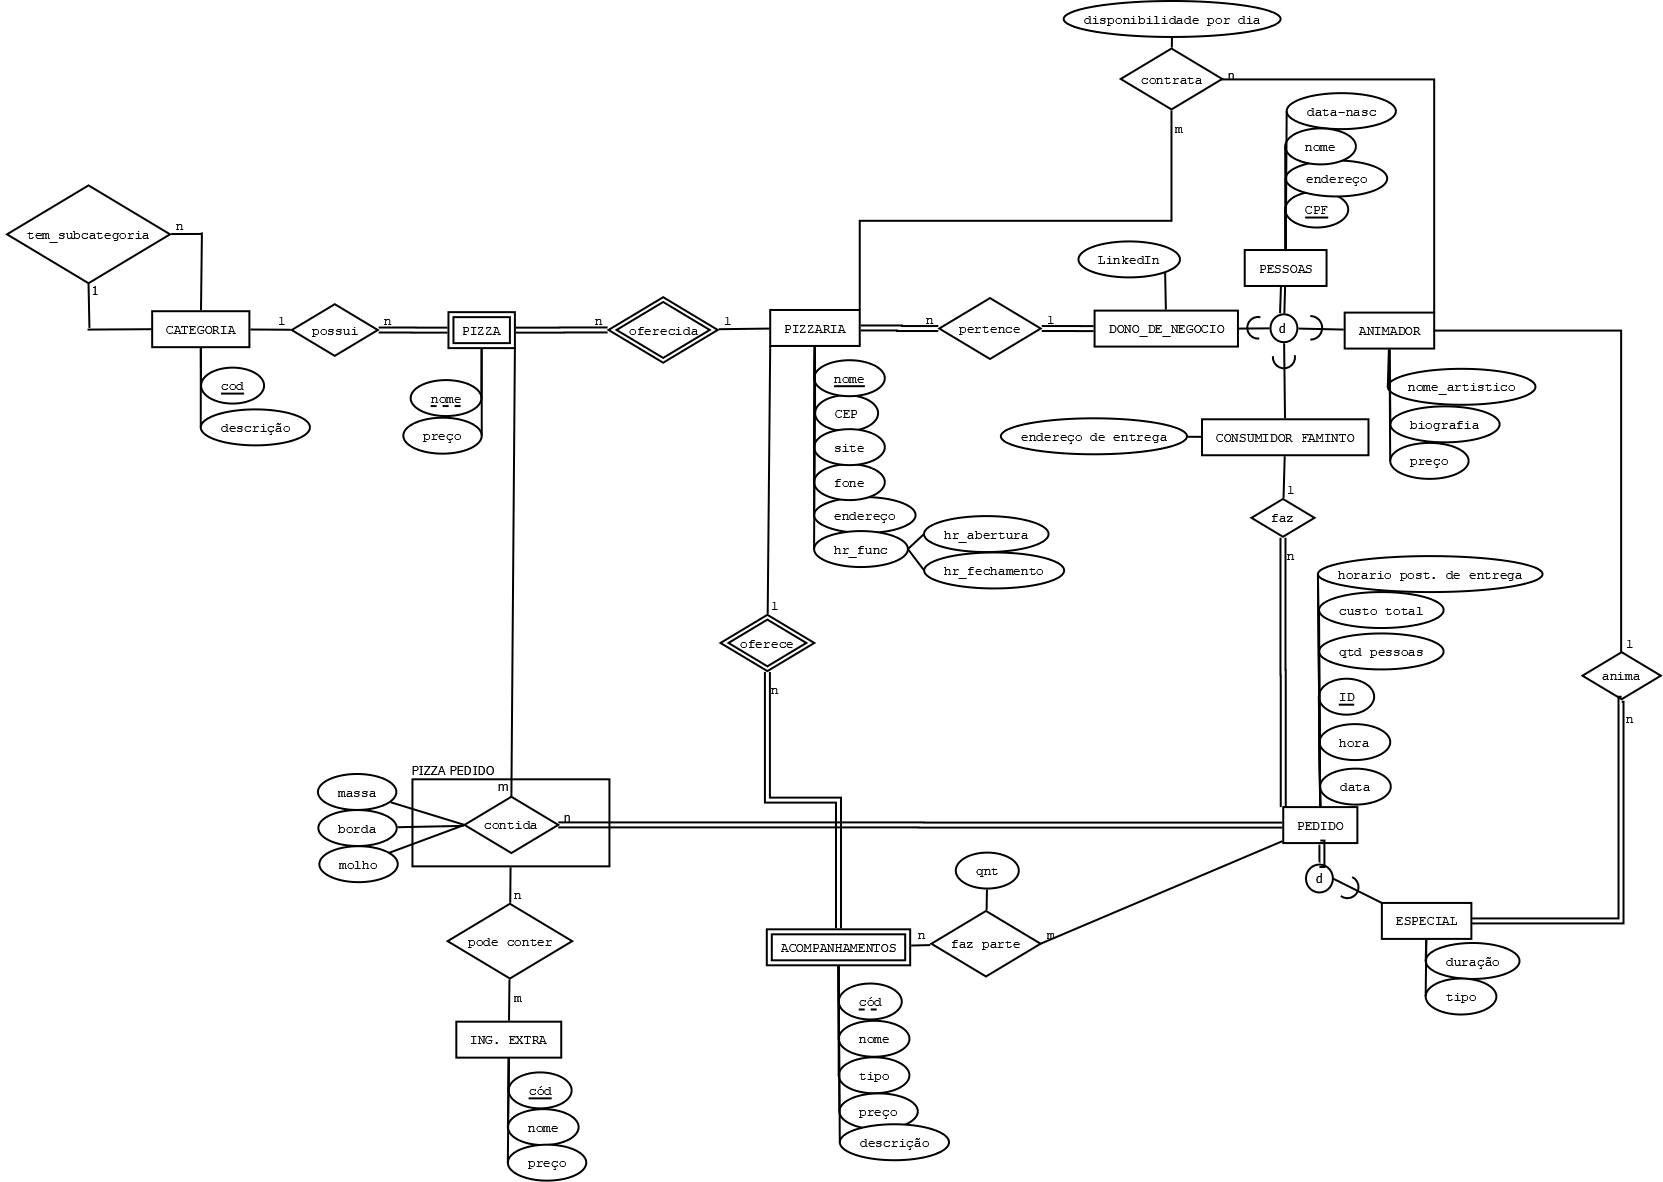 disponibilidade por dia
contrata
n
m
data-nasc
nome
endereço
CPF
PESSOAS
tem_subcategoria
n
1
CATEGORIA
1
possui
n
PIZZA
n
oferecida
1
PIZZARIA
n
pertence
1
LinkedIn
DONO_DE_NEGOCIO
d
ANIMADOR
cod
descrição
nome
preço
nome
CEP
site
fone
endereço
hr_func
hr_abertura
hr_fechamento
endereço de entrega
CONSUMIDOR FAMINTO
nome_artistico
biografia
preço
1
faz
n
horario post. de entrega
custo total
qtd pessoas
ID
hora
data
1
anima
n
1
oferece
n
PIZZA PEDIDO
m
massa
borda
molho
contida
n
PEDIDO
d
ESPECIAL
duração
tipo
qnt
n
faz parte
m
ACOMPANHAMENTOS
cód
nome
tipo
preço
descrição
n
pode conter
m
ING. EXTRA
cód
nome
preço